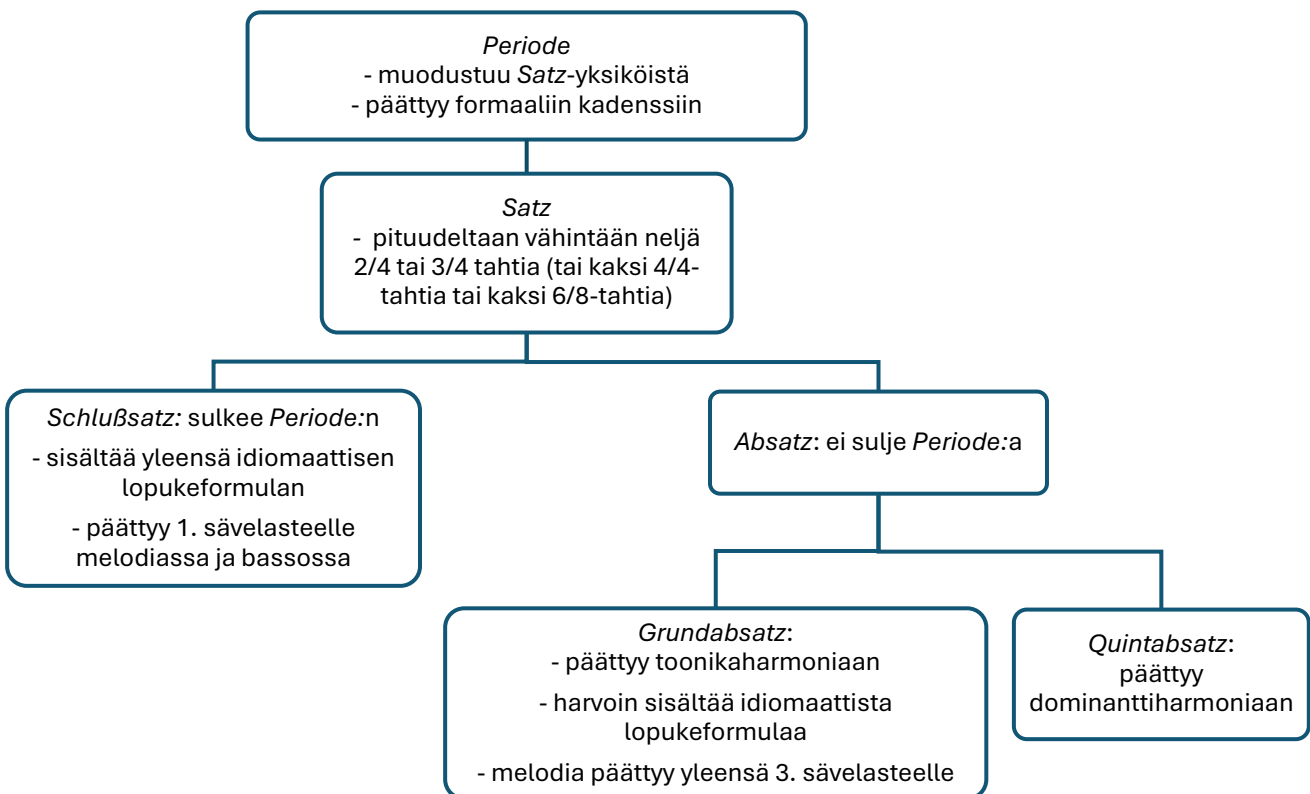 Periode
- muodustuu Satz-yksiköistä
- päättyy formaaliin kadenssiin
Satz
- pituudeltaan vähintään neljä
2/4 tai 3/4 tahtia (tai kaksi 4/4-
tahtia tai kaksi 6/8-tahtia)
Schlußsatz: sulkee Periode:n
- sisältää yleensä idiomaattisen
lopukeformulan
- päättyy 1. sävelasteelle
melodiassa ja bassossa
Absatz: ei sulje Periode:a
Grundabsatz:
- päättyy toonikaharmoniaan
- harvoin sisältää idiomaattista
lopukeformulaa
- melodia päättyy yleensä 3. sävelasteelle
Quintabsatz:
päättyy
dominanttiharmoniaan